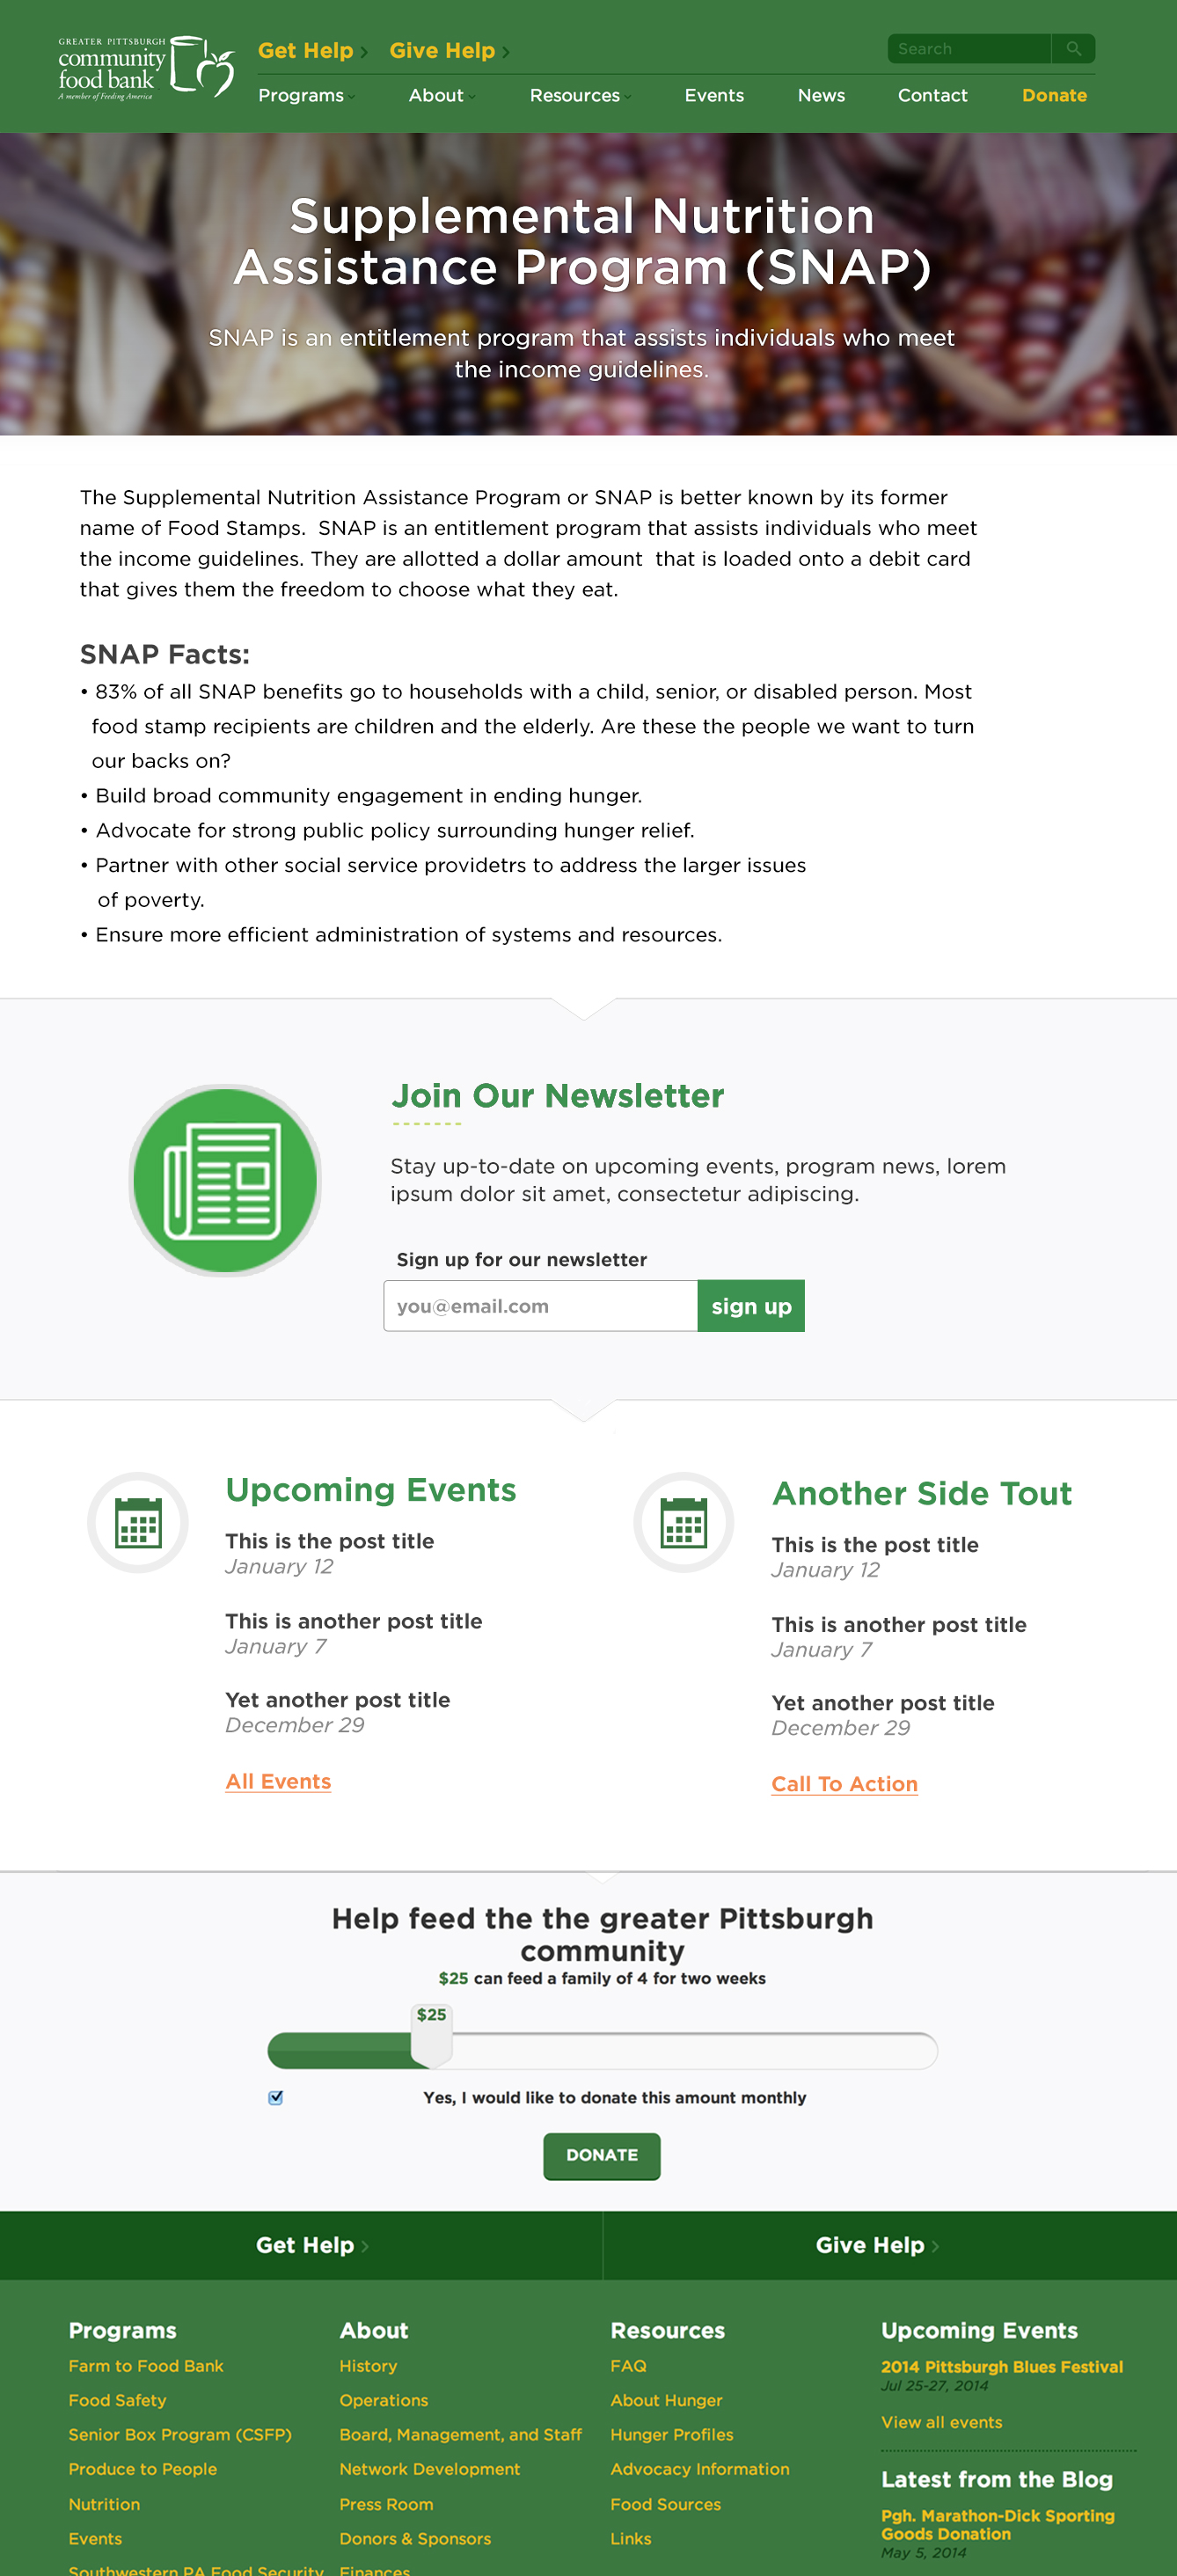 GREATER PITTSBURGH
community
food bank
A member of Feeding America
Get Help
Give Help
Search
Programs
About
Resources
Events
News
Contact
Donate
Supplemental Nutrition
Assistance Program (SNAP)
SNAP is an entitlement program that assists individuals who meet
the income guidelines.
The Supplemental Nutrition Assistance Program or SNAP is better known by its former
name of Food Stamps.  SNAP is an entitlement program that assists individuals who meet
the income guidelines. They are allotted a dollar amount  that is loaded onto a debit card
that gives them the freedom to choose what they eat.
SNAP Facts:
• 83% of all SNAP benefits go to households with a child, senior, or disabled person. Most
food stamp recipients are children and the elderly. Are these the people we want to turn
our backs on?
• Build broad community engagement in ending hunger.
• Advocate for strong public policy surrounding hunger relief.
• Partner with other social service providetrs to address the larger issues
of poverty.
• Ensure more efficient administration of systems and resources.
Join Our Newsletter
Stay up-to-date on upcoming events, program news, lorem
ipsum dolor sit amet, consectetur adipiscing.
Sign up for our newsletter
you@email.com
sign up
Upcoming Events
This is the post title
January 12
This is another post title
January 7
Yet another post title
December 29
All Events
Another Side Tout
This is the post title
January 12
This is another post title
January 7
Yet another post title
December 29
Call To Action
Help feed the the greater Pittsburgh
community
$25 can feed a family of 4 for two weeks
$25
Yes, I would like to donate this amount monthly
DONATE
Get Help
Give Help
Programs
Farm to Food Bank
Food Safety
Senior Box Program (CSFP)
Produce to People
Nutrition
Events
Southwestern PA Food Security
About
History
Operations
Board, Management, and Staff
Network Development
Press Room
Donors & Sponsors
Finances
Resources
FAQ
About Hunger
Hunger Profiles
Advocacy Information
Food Sources
Links
Upcoming Events
2014 Pittsburgh Blues Festival
Jul 25-27, 2014
View all events
Latest from the Blog
Pgh. Marathon-Dick Sporting
Goods Donation
May 5, 2014